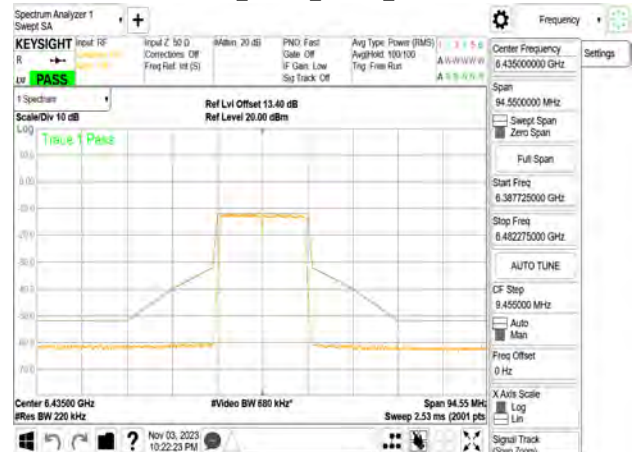 Spectrum Analyzer 1
Swept SA
+
Frequency
KEYSIGHT Input: RF
R
LV PASS
Input Z: 50 Ω
Corrections: Off
Freq Ref: Int (S)
#Atten: 20 dB
PNO: Fast
Gate: Off
IF Gain: Low
Sig Track: Off
Avg Type: Power (RMS)
Avg|Hold: 100/100
Trig: Free Run
1 Spectrum
Scale/Div 10 dB
Ref Lvl Offset 13.40 dB
Ref Level 20.00 dBm
Log
Trace 1 Pass
Center 6.43500 GHz
#Res BW 220 kHz
#Video BW 680 kHz*
Span 94.55 MHz
Sweep 2.53 ms (2001 pts
Nov 03, 2023
10:22:23 PM
?
Center Frequency
6.435000000 GHz
Settings
Span
94.5500000 MHz
Swept Span
Zero Span
Full Span
Start Freq
6.387725000 GHz
Stop Freq
6.482275000 GHz
AUTO TUNE
CF Step
9.455000 MHz
Auto
Man
Freq Offset
0 Hz
X Axis Scale
Log
Lin
Signal Track
(Span Zoom)